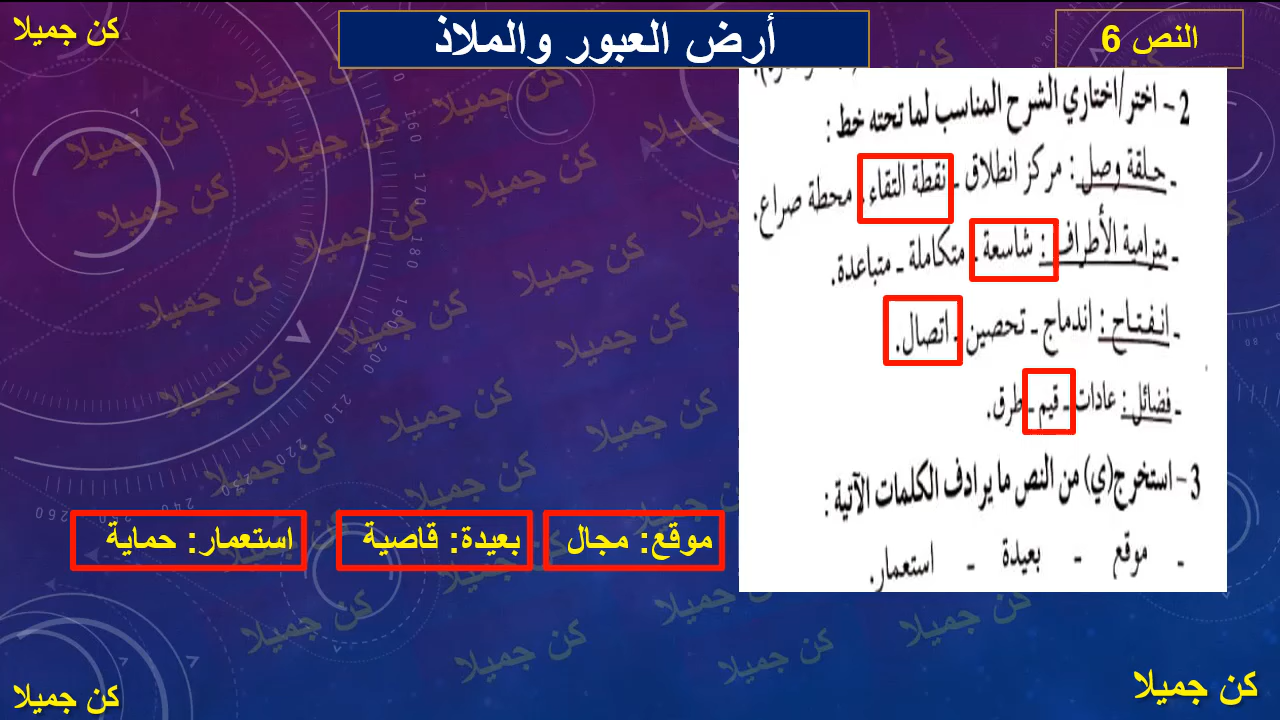 كن جميلا
أرض العبور والملاذ
النص 6
2- اختر/اختاري الشرح المناسب لما تحته خط :
- حلقة وصل : مركز انطلاق - نقطة التقاء - محطة صراع.
- مترامية الأطراف : شاسعة - متكاملة - متباعدة.
- انفتاح : اندماج - تحصين - اتصال.
- فضائل : عادات - قيم - طرق.
3- استخرج(ي) من النص ما يرادف الكلمات الآتية :
- موقع - بعيدة - استعمار.
موقع: مجال
بعيدة: قاصية
استعمار: حماية
كن جميلا
كن جميلا